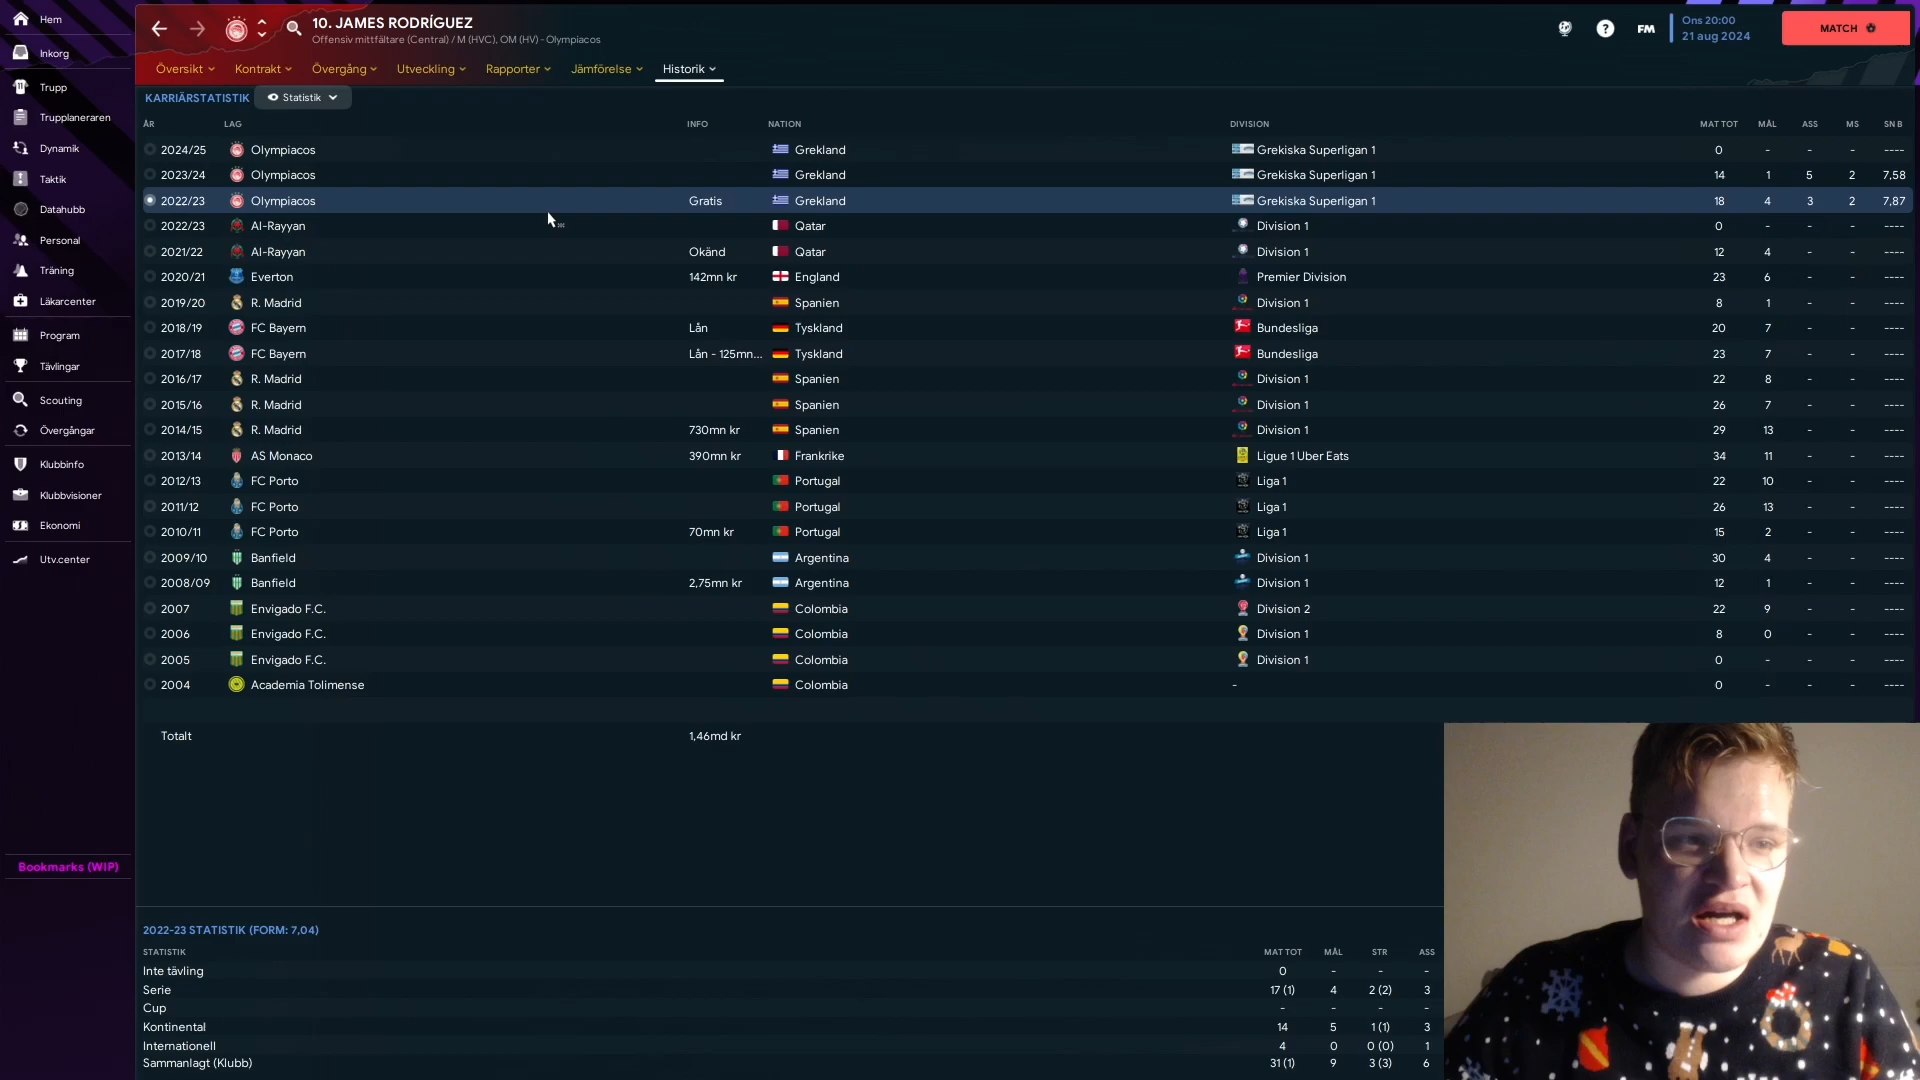 Hem
Inkorg
Trupp
Trupplaneraren
Dynamik
Taktik
Datahubb
Personal
Träning
Läkarcenter
Program
Tävlingar
Scouting
Övergångar
Klubbinfo
Klubbvisioner
Ekonomi
Utv.center
Bookmarks (WIP)
10. JAMES RODRÍGUEZ
Offensiv mittfältare (Central) / M (HVC), OM (HV) - Olympiacos
? FM
Ons 20:00
21 aug 2024
MATCH
Översikt Kontrakt Övergång Utveckling Rapporter Jämförelse Historik
KARRIÄRSTATISTIK Statistik
ÅR LAG INFO NATION DIVISION MAT TOT MÅL ASS MS SN B
2024/25 Olympiacos Grekland Grekiska Superligan 1 0 - - - ----
2023/24 Olympiacos Grekland Grekiska Superligan 1 14 1 5 2 7,58
2022/23 Olympiacos Gratis Grekland Grekiska Superligan 1 18 4 3 2 7,87
2022/23 Al-Rayyan Qatar Division 1 0 - - - ----
2021/22 Al-Rayyan Okänd Qatar Division 1 12 4 - - ----
2020/21 Everton 142mn kr England Premier Division 23 6 - - ----
2019/20 R. Madrid Spanien Division 1 8 1 - - ----
2018/19 FC Bayern Lån Tyskland Bundesliga 20 7 - - ----
2017/18 FC Bayern Lån - 125mn... Tyskland Bundesliga 23 7 - - ----
2016/17 R. Madrid Spanien Division 1 22 8 - - ----
2015/16 R. Madrid Spanien Division 1 26 7 - - ----
2014/15 R. Madrid 730mn kr Spanien Division 1 29 13 - - ----
2013/14 AS Monaco 390mn kr Frankrike Ligue 1 Uber Eats 34 11 - - ----
2012/13 FC Porto Portugal Liga 1 22 10 - - ----
2011/12 FC Porto Portugal Liga 1 26 13 - - ----
2010/11 FC Porto 70mn kr Portugal Liga 1 15 2 - - ----
2009/10 Banfield Argentina Division 1 30 4 - - ----
2008/09 Banfield 2,75mn kr Argentina Division 1 12 1 - - ----
2007 Envigado F.C. Colombia Division 2 22 9 - - ----
2006 Envigado F.C. Colombia Division 1 8 0 - - ----
2005 Envigado F.C. Colombia Division 1 0 - - - ----
2004 Academia Tolimense Colombia - 0 - - - ----
Totalt 1,46md kr
2022-23 STATISTIK (FORM: 7,04)
STATISTIK MAT TOT MÅL STR ASS
Inte tävling 0 - - -
Serie 17 (1) 4 2 (2) 3
Cup - - - -
Kontinental 14 5 1 (1) 3
Internationell 4 0 0 (0) 1
Sammanlagt (Klubb) 31 (1) 9 3 (3) 6